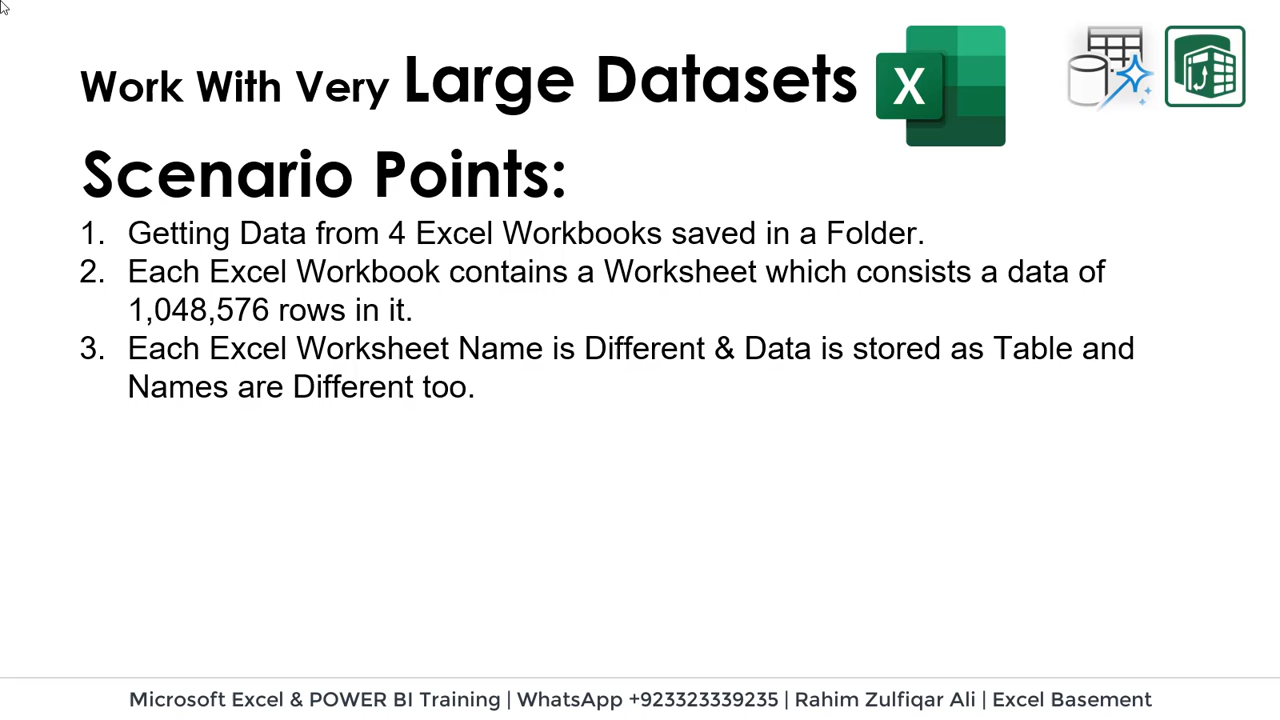 Work With Very Large Datasets
X
Scenario Points:
1. Getting Data from 4 Excel Workbooks saved in a Folder.
2. Each Excel Workbook contains a Worksheet which consists a data of
1,048,576 rows in it.
3. Each Excel Worksheet Name is Different & Data is stored as Table and
Names are Different too.
Microsoft Excel & POWER BI Training | WhatsApp +923323339235 | Rahim Zulfiqar Ali | Excel Basement